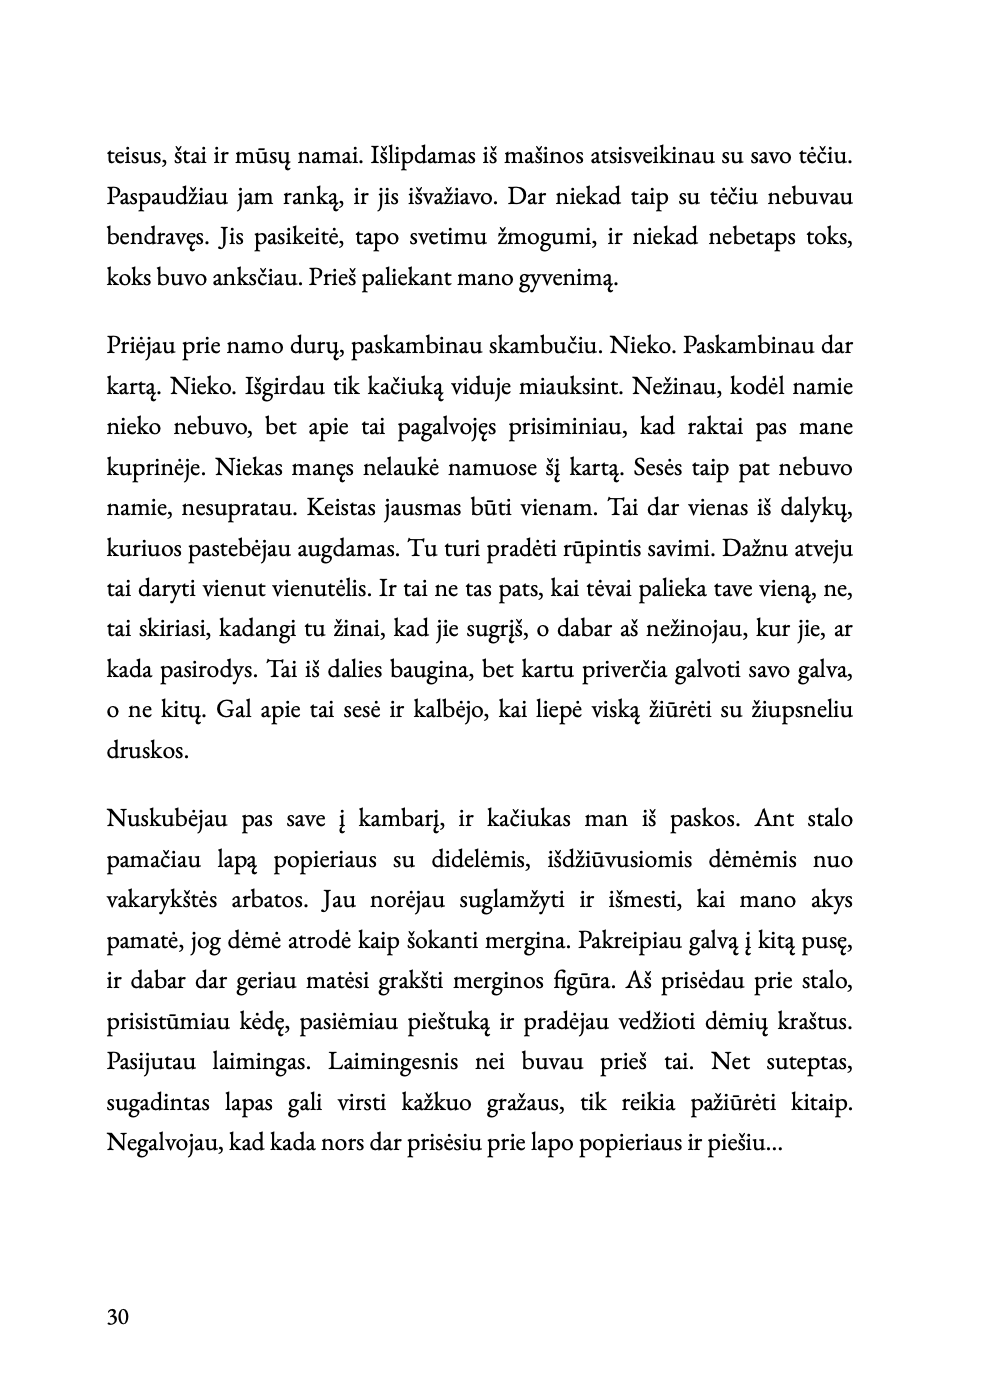 teisus, štai ir mūsų namai. Išlipdamas iš mašinos atsisveikinau su savo tėčiu.
Paspaudžiau jam ranką, ir jis išvažiavo. Dar niekad taip su tėčiu nebuvau
bendravęs. Jis pasikeitė, tapo svetimu žmogumi, ir niekad nebetaps toks,
koks buvo anksčiau. Prieš paliekant mano gyvenimą.
Priėjau prie namo durų, paskambinau skambučiu. Nieko. Paskambinau dar
kartą. Nieko. Išgirdau tik kačiuką viduje miauksint. Nežinau, kodėl namie
nieko nebuvo, bet apie tai pagalvojęs prisiminiau, kad raktai pas mane
kuprinėje. Niekas manęs nelaukė namuose šį kartą. Sesės taip pat nebuvo
namie, nesupratau. Keistas jausmas būti vienam. Tai dar vienas iš dalykų,
kuriuos pastebėjau augdamas. Tu turi pradėti rūpintis savimi. Dažnu atveju
tai daryti vienut vienutėlis. Ir tai ne tas pats, kai tėvai palieka tave vieną, ne,
tai skiriasi, kadangi tu žinai, kad jie sugrįš, o dabar aš nežinojau, kur jie, ar
kada pasirodys. Tai iš dalies baugina, bet kartu priverčia galvoti savo galva,
o ne kitų. Gal apie tai sesė ir kalbėjo, kai liepė viską žiūrėti su žiupsneliu
druskos.
Nuskubėjau pas save į kambarį, ir kačiukas man iš paskos. Ant stalo
pamačiau lapą popieriaus su didelėmis, išdžiūvusiomis dėmėmis nuo
vakarykštės arbatos. Jau norėjau suglamžyti ir išmesti, kai mano akys
pamatė, jog dėmė atrodė kaip šokanti mergina. Pakreipiau galvą į kitą pusę,
ir dabar dar geriau matėsi grakšti merginos figūra. Aš prisėdau prie stalo,
prisistūmiau kėdę, pasiėmiau pieštuką ir pradėjau vedžioti dėmių kraštus.
Pasijutau laimingas. Laimingesnis nei buvau prieš tai. Net suteptas,
sugadintas lapas gali virsti kažkuo gražaus, tik reikia pažiūrėti kitaip.
Negalvojau, kad kada nors dar prisėsiu prie lapo popieriaus ir piešiu...
30